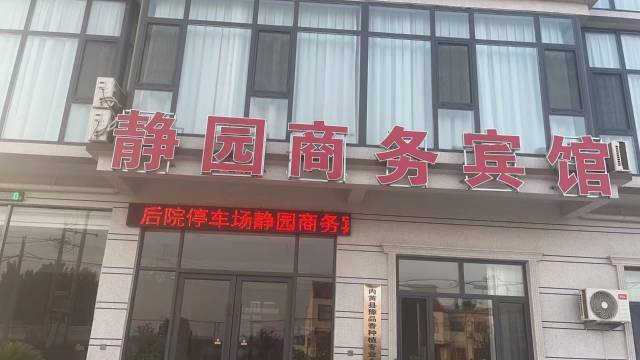 静园商务宾馆
后院停车场静园商务宾
内黄县豫品香种植专业